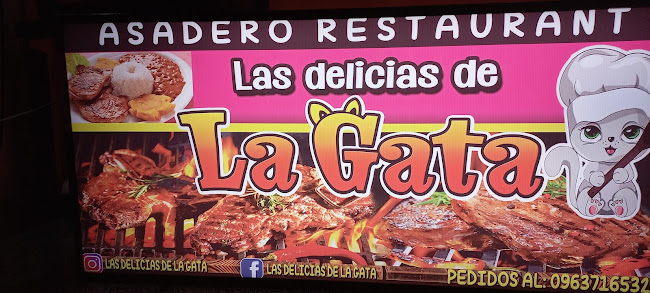 ASADERO RESTAURANT
Las delicias de
La Gata
LAS DELICIAS DE LA GATA
LAS DELICIAS DE LA GATA
PEDIDOS AL: 0963716532